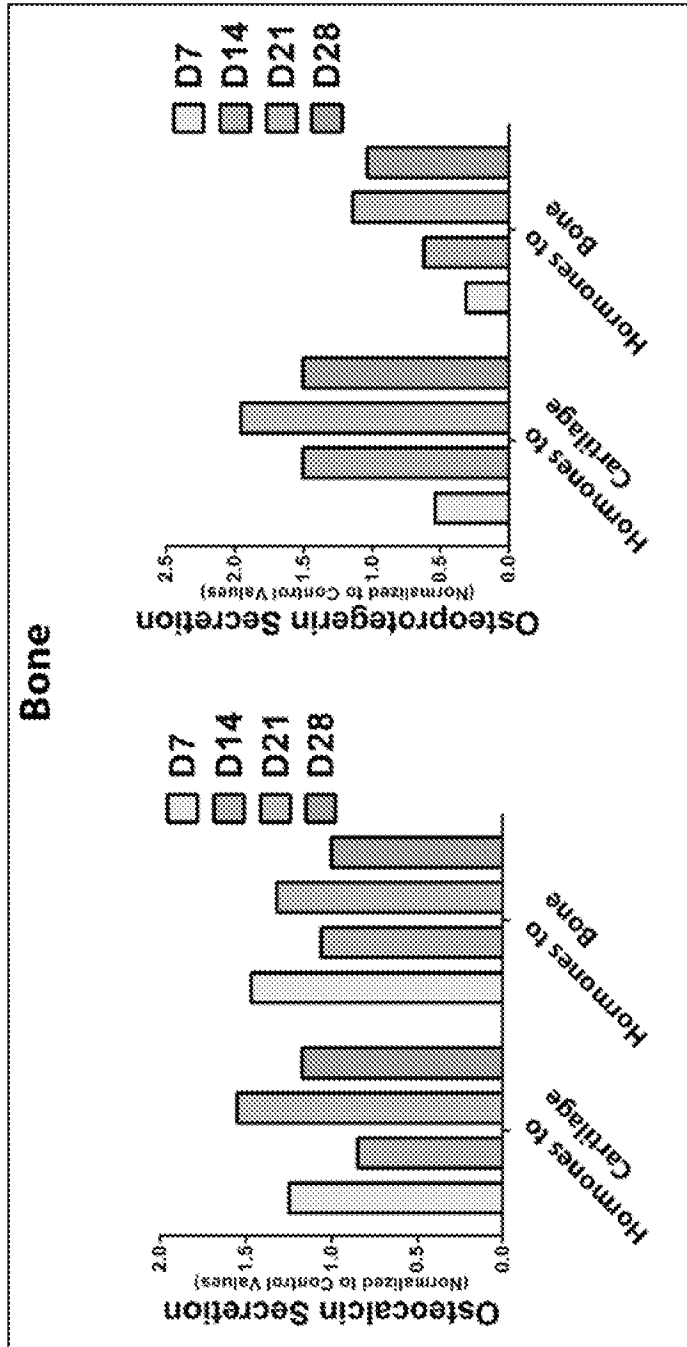 Bone
Osteocalcin Secretion
(Normalized to Control Values)
2.0
1.5
1.0
0.5
0.0
Hormones to
Cartilage
Hormones to
Bone
D7
D14
D21
D28
Osteoprotegerin Secretion
(Normalized to Control Values)
2.5
2.0
1.5
1.0
0.5
0.0
Hormones to
Cartilage
Hormones to
Bone
D7
D14
D21
D28